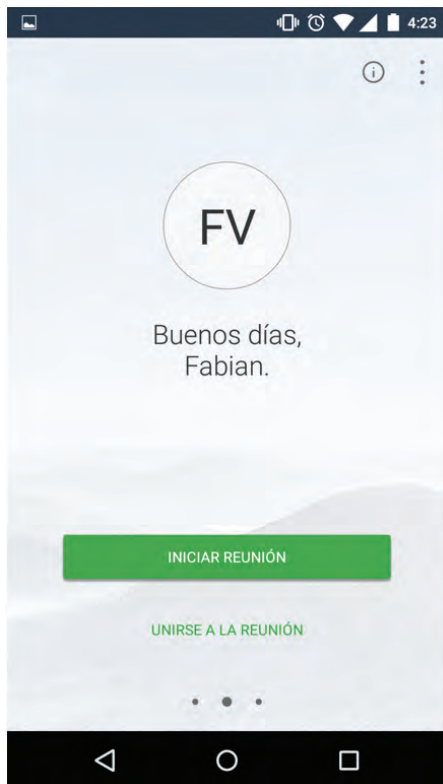 4:23
FV
Buenos días,
Fabian.
INICIAR REUNIÓN
UNIRSE A LA REUNIÓN